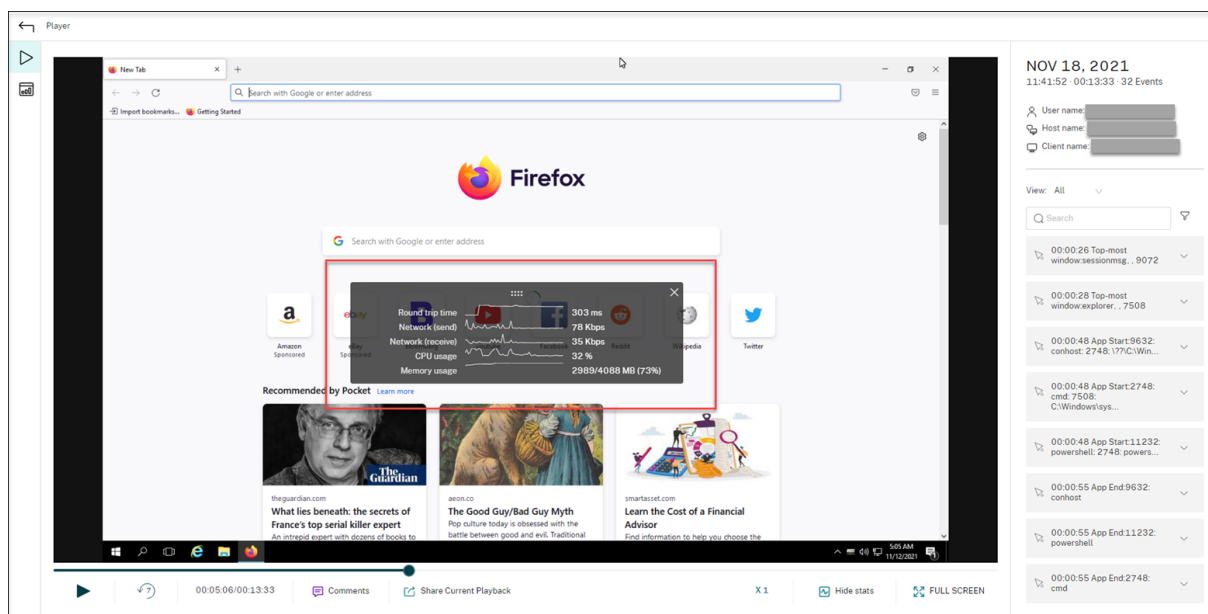 Player
New Tab
Search with Google or enter address
Import bookmarks... Getting Started
Firefox
Search with Google or enter address
Amazon
Sponsored
eBay
Facebook
Reddit
Wikipedia
Twitter
Round trip time 303 ms
Network (send) 78 Kbps
Network (receive) 35 Kbps
CPU usage 32 %
Memory usage 2989/4088 MB (73%)
Recommended by Pocket Learn more
The
Guardian
theguardian.com
What lies beneath: the secrets of
France's top serial killer expert
An intrepid expert with dozens of books to
aeon.co
The Good Guy/Bad Guy Myth
Pop culture today is obsessed with the
battle between good and evil. Traditional
smartasset.com
Learn the Cost of a Financial
Advisor
Find information to help you choose the
5:05 AM
11/12/2021
7
00:05:06/00:13:33
Comments
Share Current Playback
X 1
Hide stats
FULL SCREEN
NOV 18, 2021
11:41:52 · 00:13:33 · 32 Events
User name:
Host name:
Client name:
View: All
Search
00:00:26 Top-most
window:sessionmsg, , 9072
00:00:28 Top-most
window:explorer, , 7508
00:00:48 App Start:9632:
conhost: 2748: \??\C:\Win...
00:00:48 App Start:2748:
cmd: 7508:
C:\Windows\sys...
00:00:48 App Start:11232:
powershell: 2748: powers...
00:00:55 App End:9632:
conhost
00:00:55 App End:11232:
powershell
00:00:55 App End:2748:
cmd